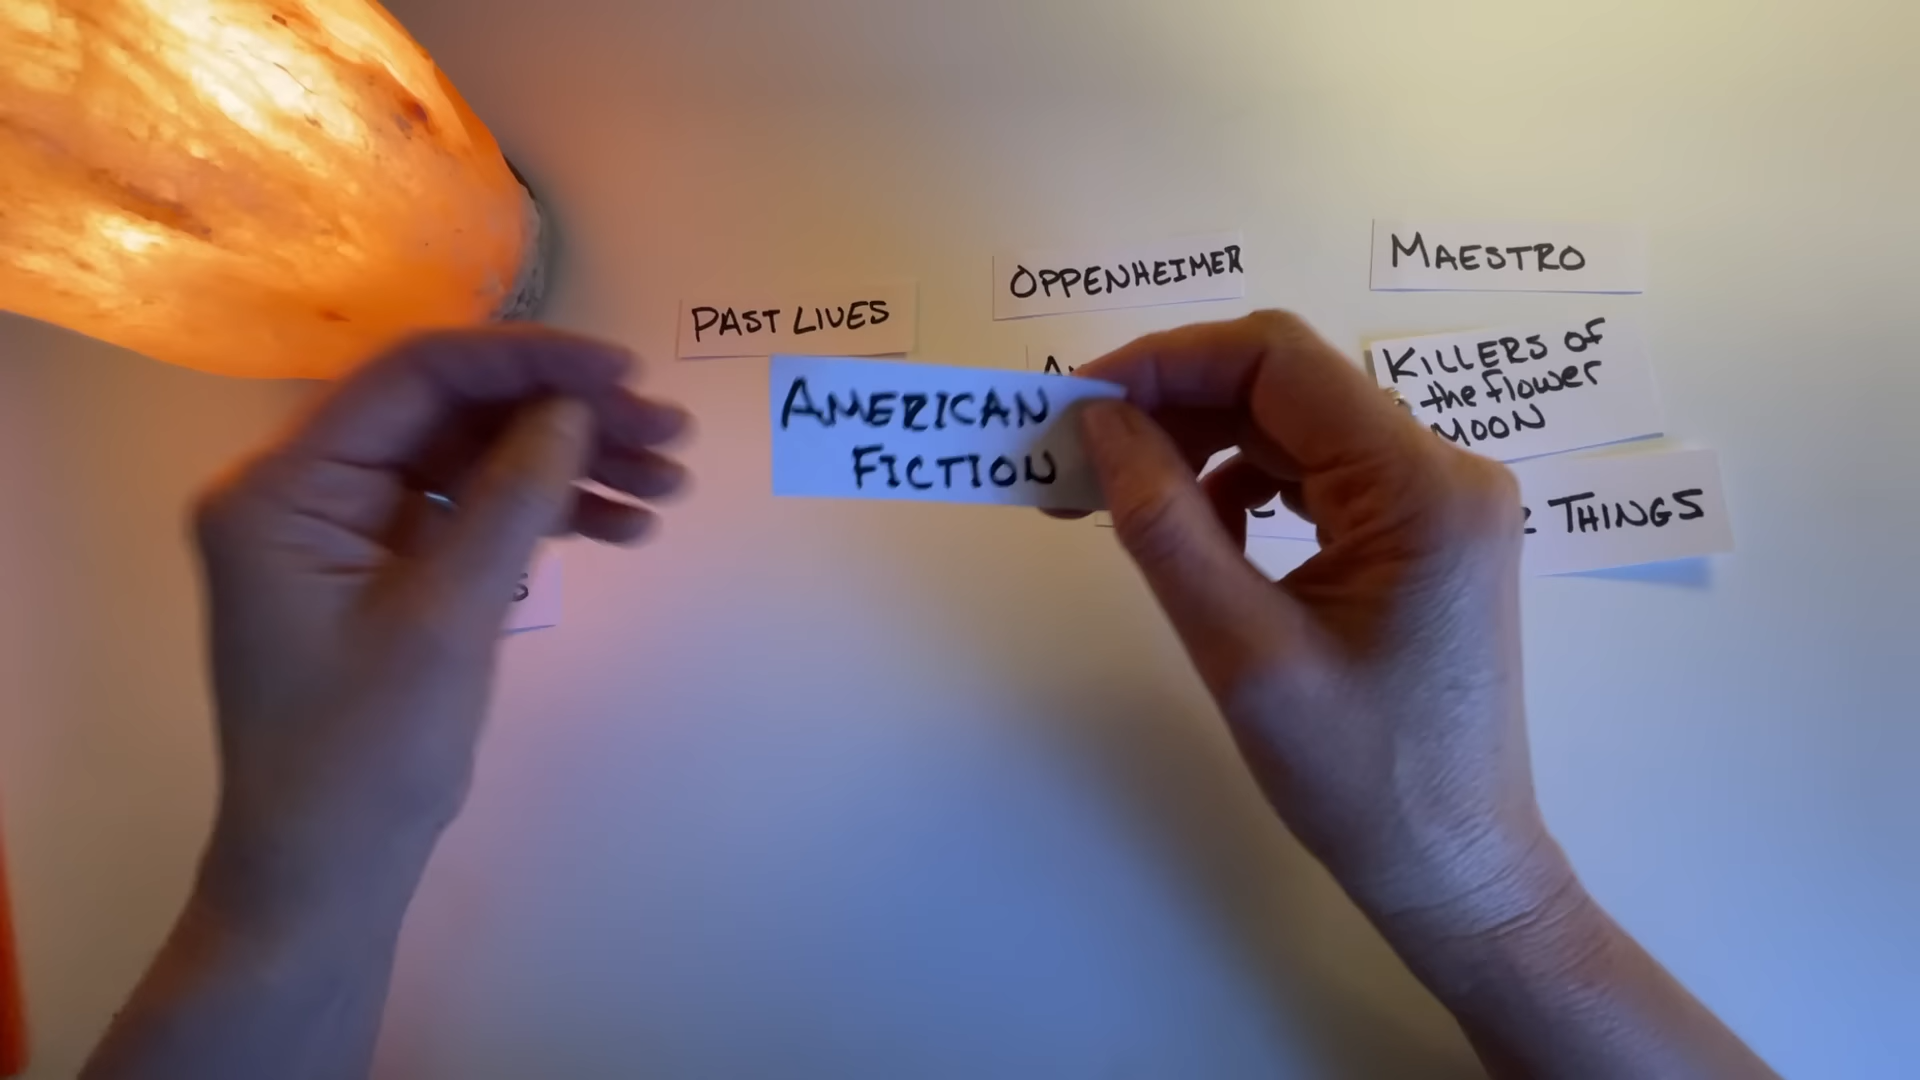 MAESTRO
OPPENHEIMER
PAST LIVES
KILLERS OF
the flower
MOON
AMERICAN
FICTION
THINGS